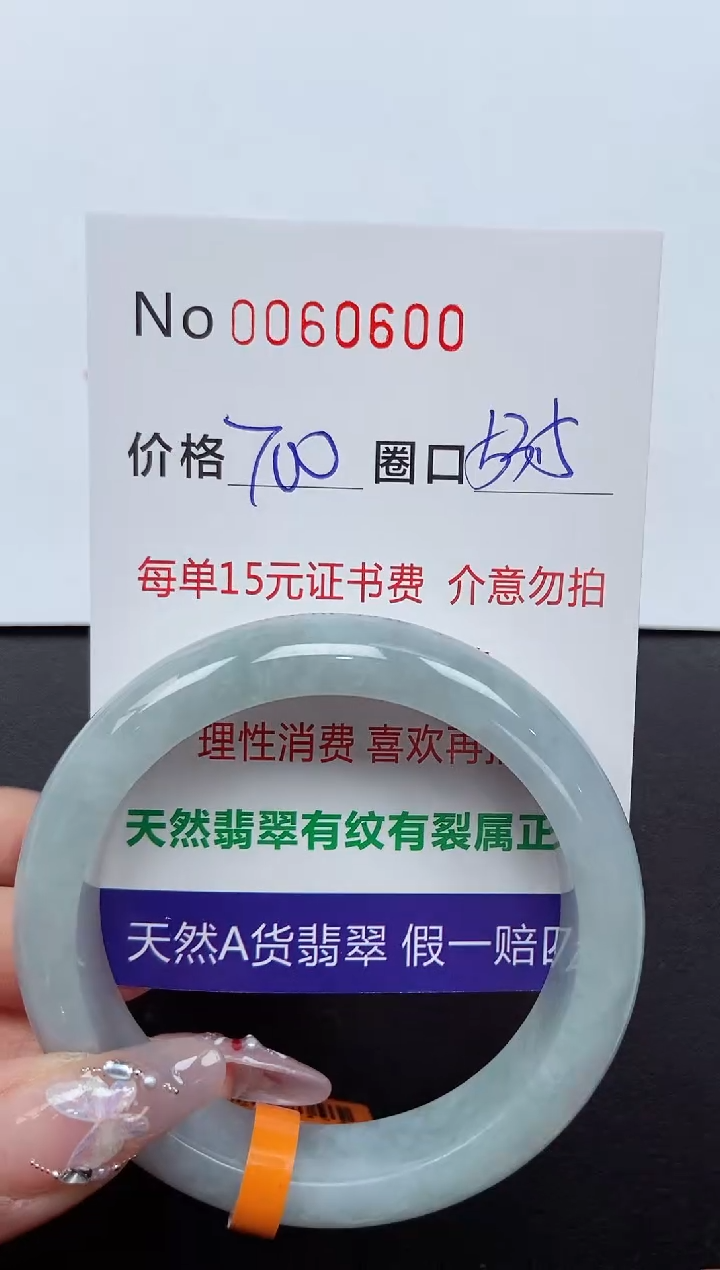 No 0060600
价格 700 圈口
每单15元证书费 介意勿拍
理性消费 喜欢再
天然翡翠有纹有裂属正
天然A货翡翠 假一赔